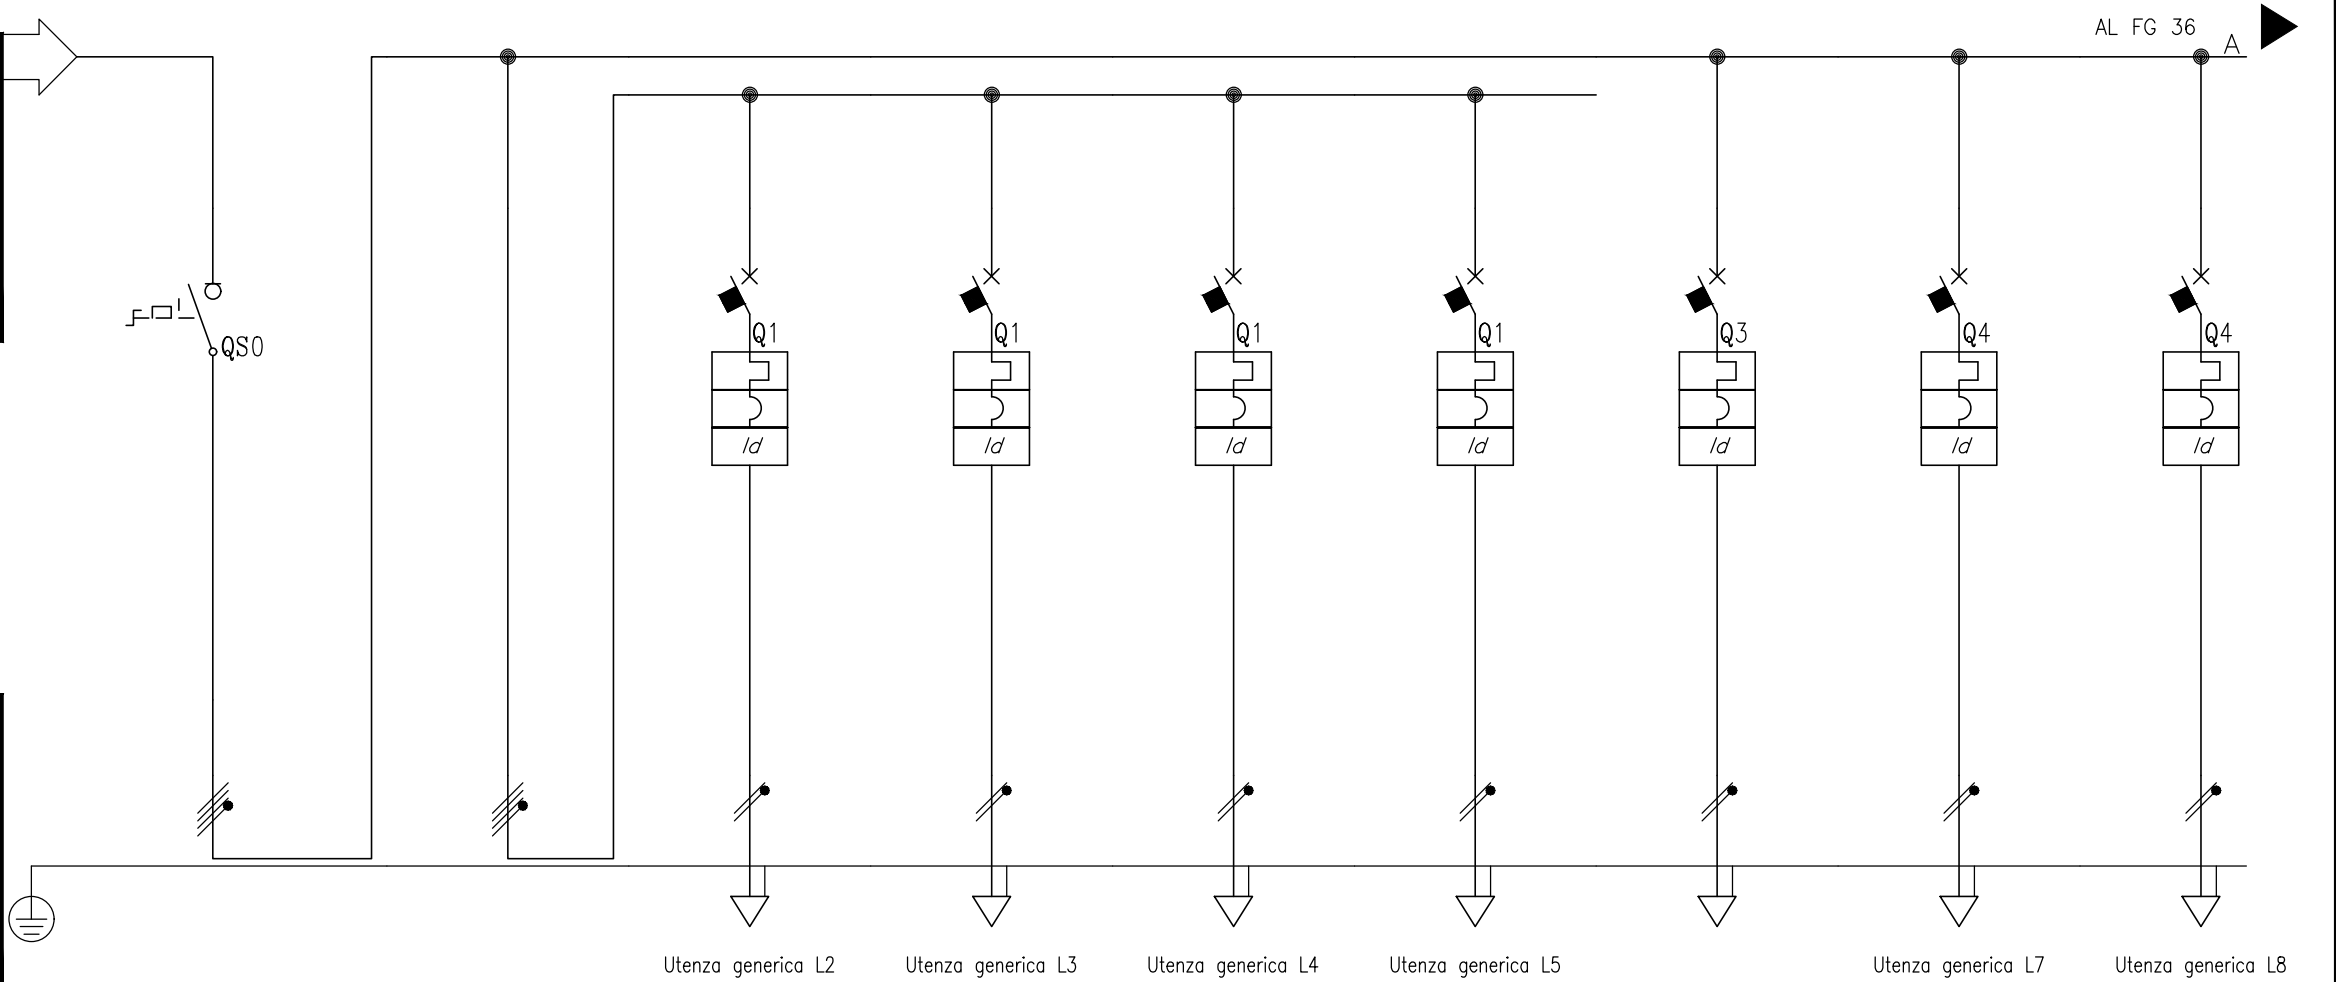 AL FG 36
A
QS0
Q1 Q1 Q1 Q1 Q3 Q4 Q4
Id Id Id Id Id Id Id
Utenza generica L2 Utenza generica L3 Utenza generica L4 Utenza generica L5 Utenza generica L7 Utenza generica L8